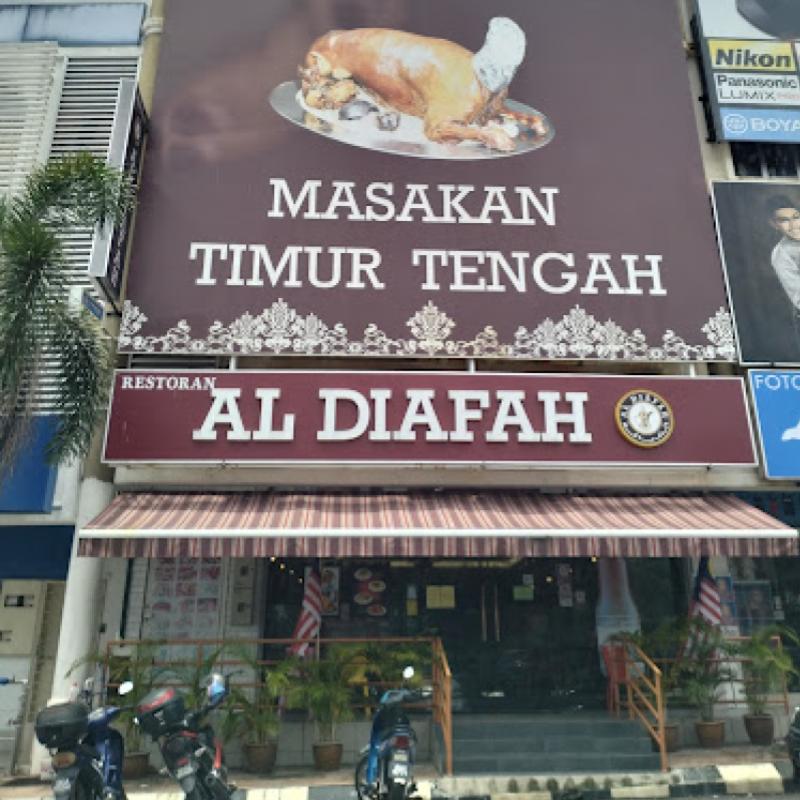 Nikon
Panasonic
LUMIX
BOYA
MASAKAN
TIMUR TENGAH
RESTORAN
AL DIAFAH
FOTO